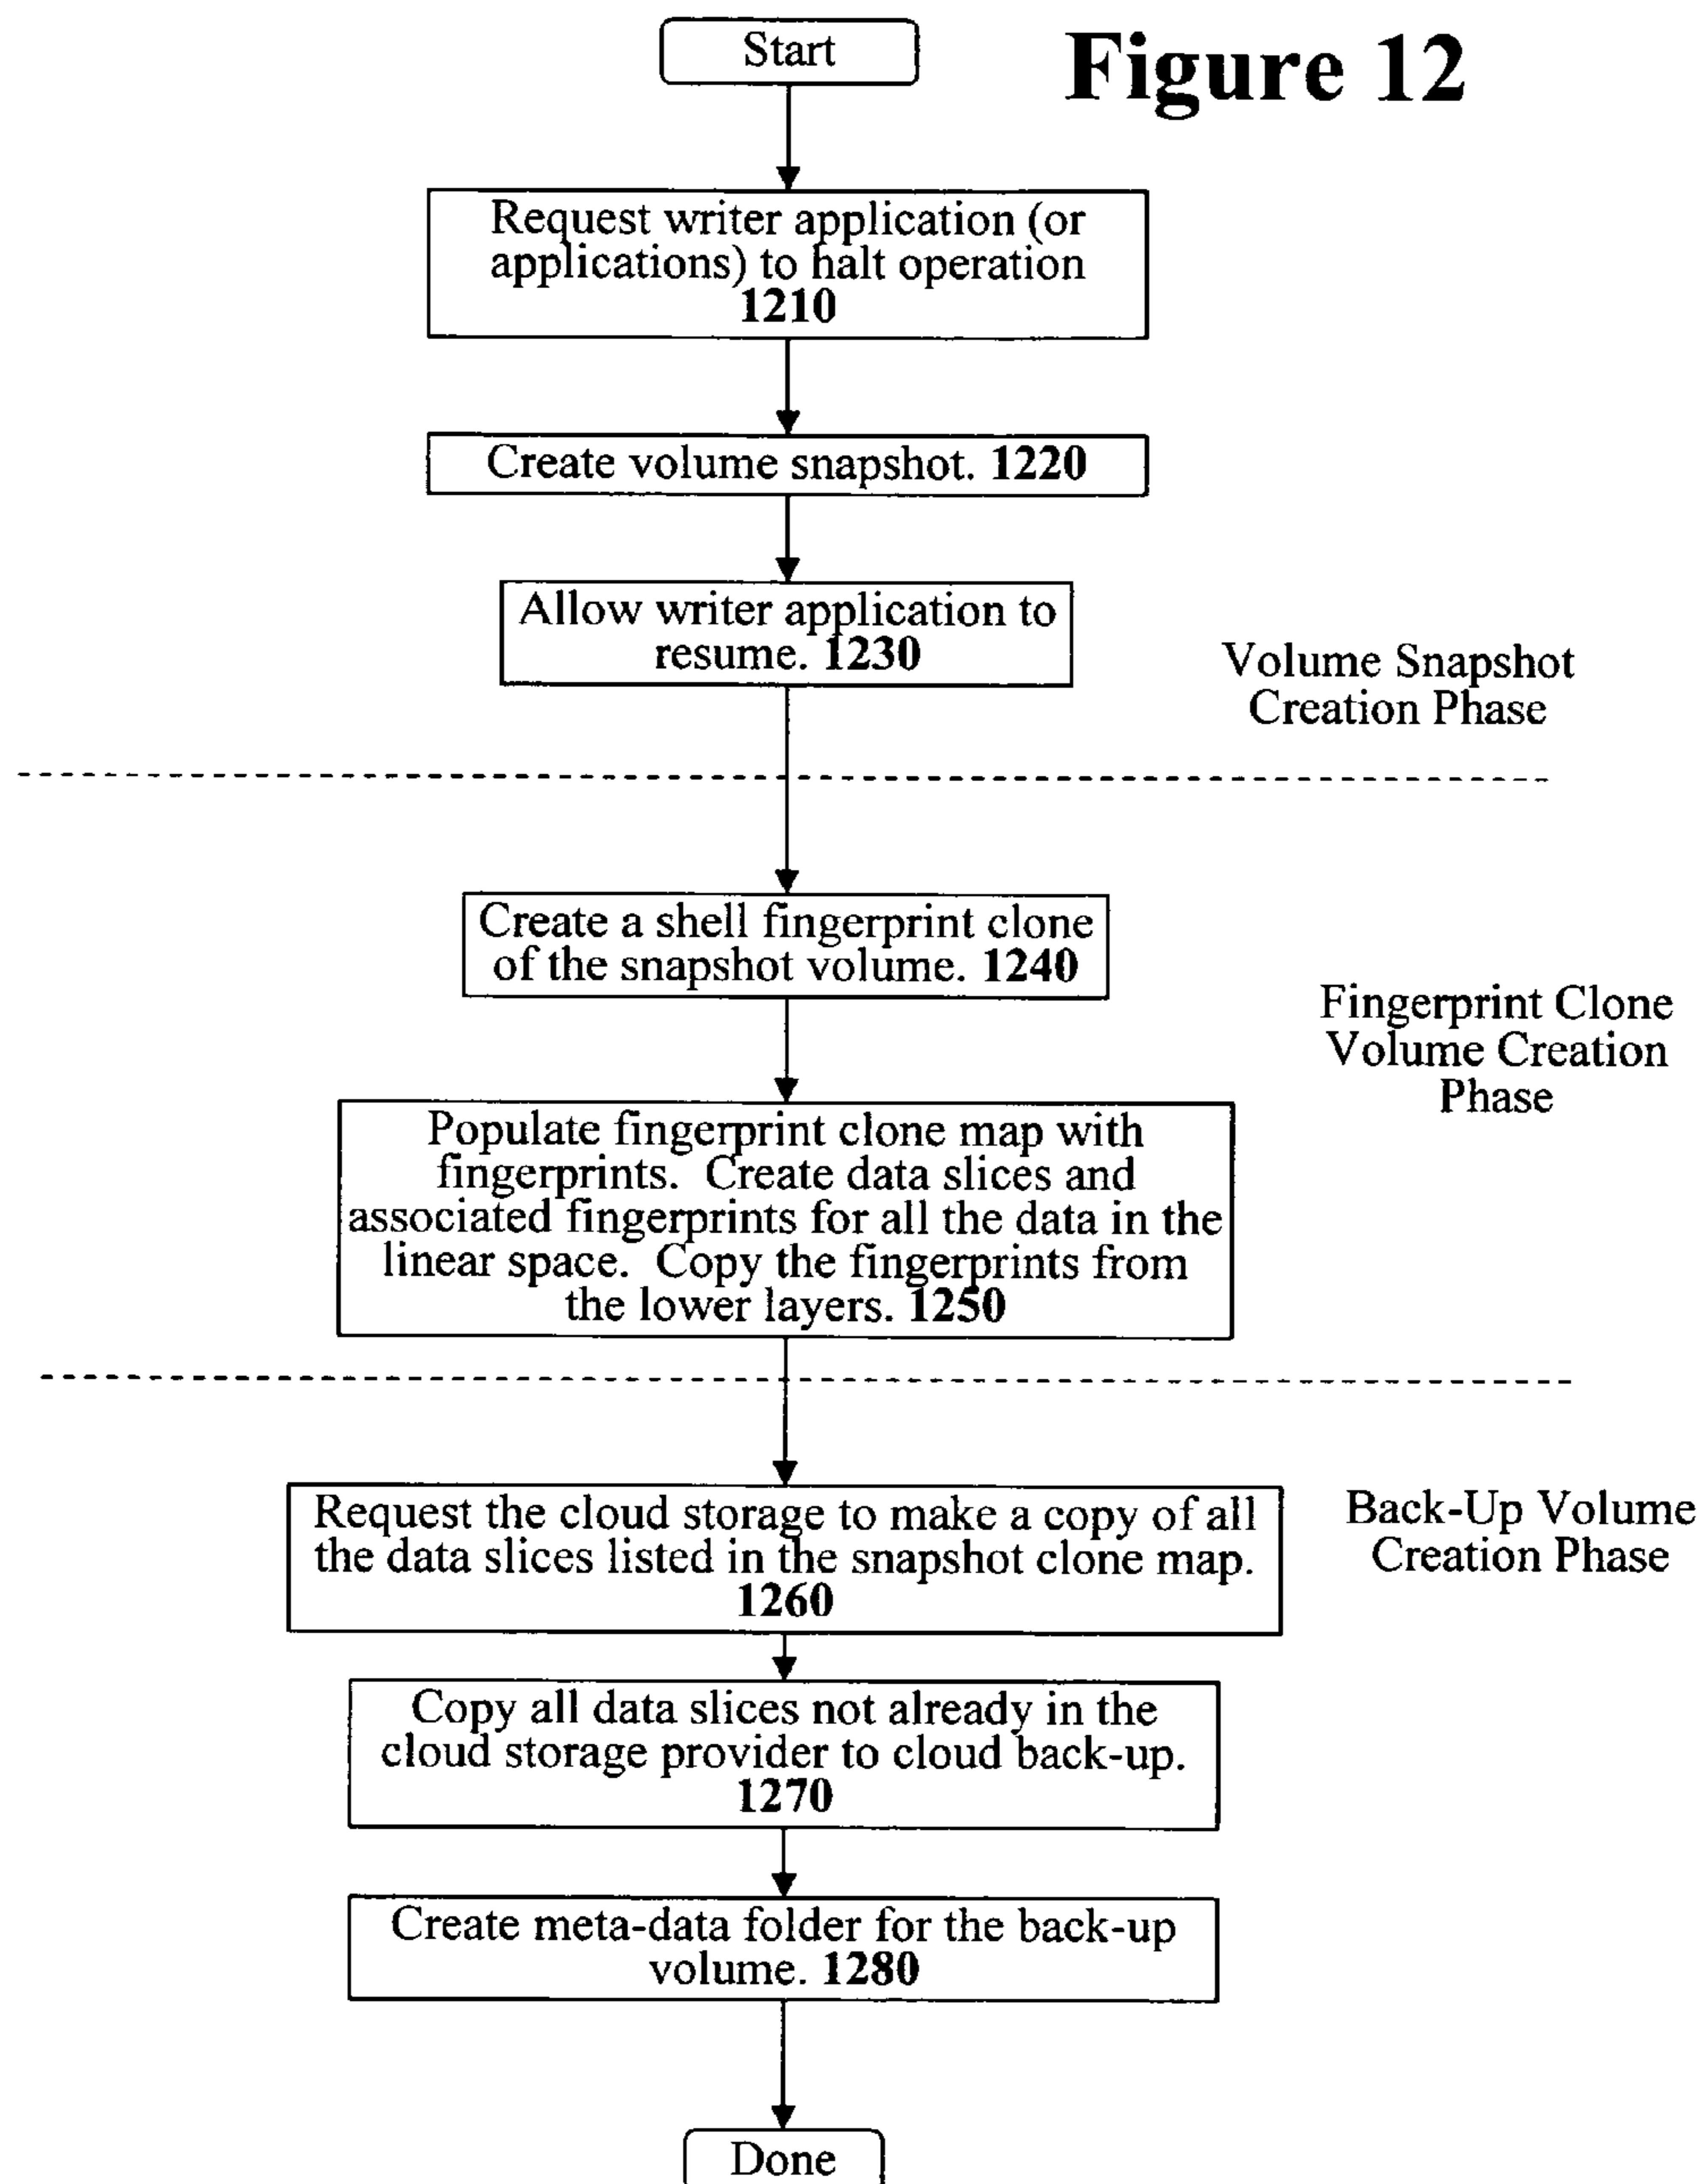 Start
Figure 12
Request writer application (or
applications) to halt operation
1210
Create volume snapshot. 1220
Allow writer application to
resume. 1230
Volume Snapshot
Creation Phase
Create a shell fingerprint clone
of the snapshot volume. 1240
Fingerprint Clone
Volume Creation
Phase
Populate fingerprint clone map with
fingerprints. Create data slices and
associated fingerprints for all the data in the
linear space. Copy the fingerprints from
the lower layers. 1250
Request the cloud storage to make a copy of all
the data slices listed in the snapshot clone map.
1260
Back-Up Volume
Creation Phase
Copy all data slices not already in the
cloud storage provider to cloud back-up.
1270
Create meta-data folder for the back-up
volume. 1280
Done